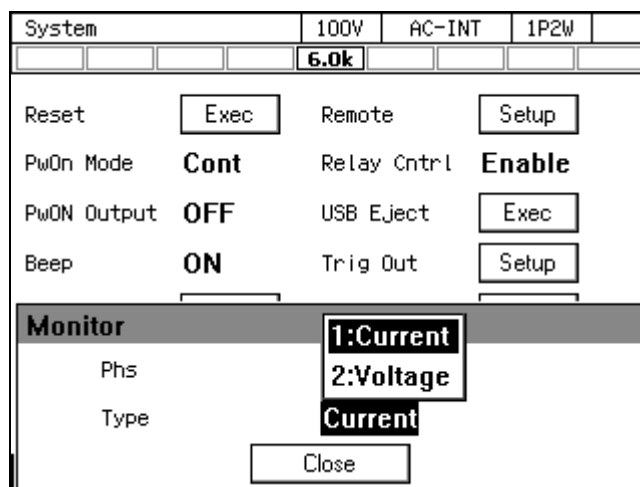 System 100V AC-INT 1P2W
6.0k
Reset Exec Remote Setup
PwOn Mode Cont Relay Cntrl Enable
PwON Output OFF USB Eject Exec
Beep ON Trig Out Setup
Monitor
1:Current
Phs 2:Voltage
Type Current
Close